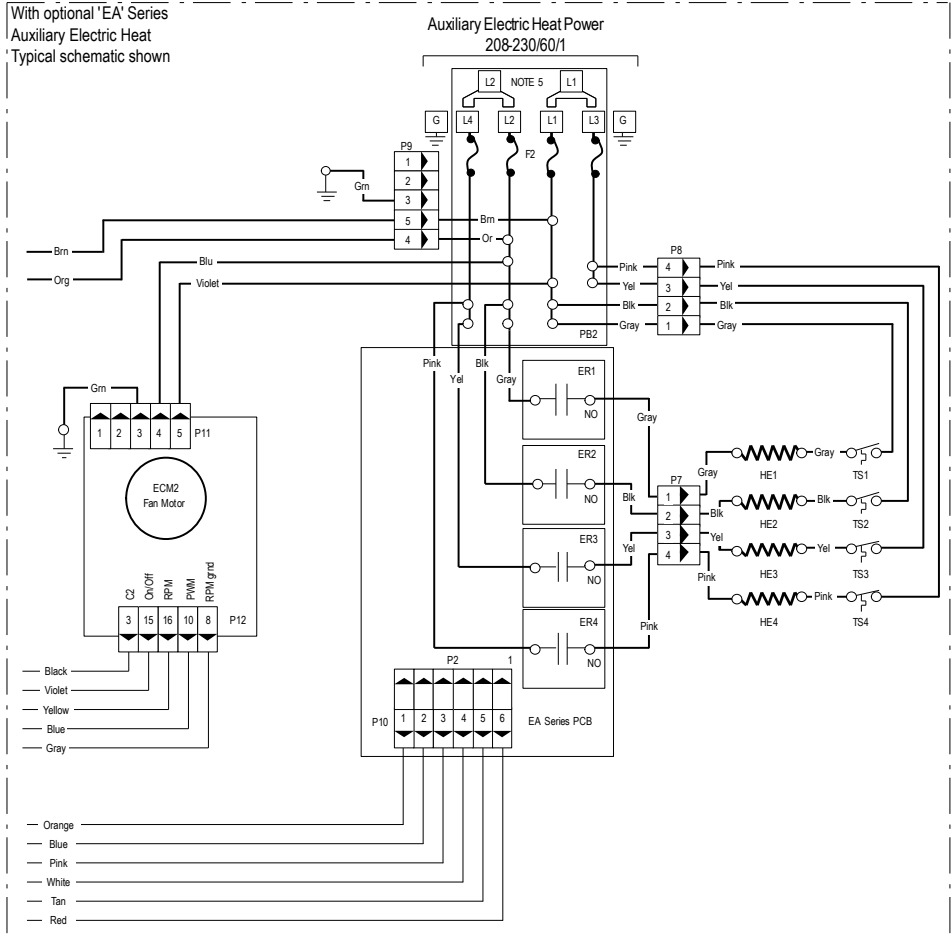 With optional 'EA' Series
Auxiliary Electric Heat
Typical schematic shown
Auxiliary Electric Heat Power
208-230/60/1
L2 NOTE 5 L1
G L4 L2 L1 L3 G
F2
P9
1
2
3
5
4
Grn
Brn
Or
Brn
Org
Blu
Violet
P8
Pink 4 Pink
Yel 3 Yel
Blk 2 Blk
Gray 1 Gray
PB2
Pink
Yel
Blk
Gray
ER1
NO
Gray
ER2
NO
Blk
ER3
NO
Yel
ER4
NO
Pink
P7
1
2
3
4
Gray
Blk
Yel
Pink
HE1 Gray TS1
HE2 Blk TS2
HE3 Yel TS3
HE4 Pink TS4
Grn
1 2 3 4 5 P11
ECM2
Fan Motor
C2 On/Off RPM PWM RPM grnd
3 15 16 10 8 P12
Black
Violet
Yellow
Blue
Gray
P2 1
P10 1 2 3 4 5 6 EA Series PCB
Orange
Blue
Pink
White
Tan
Red